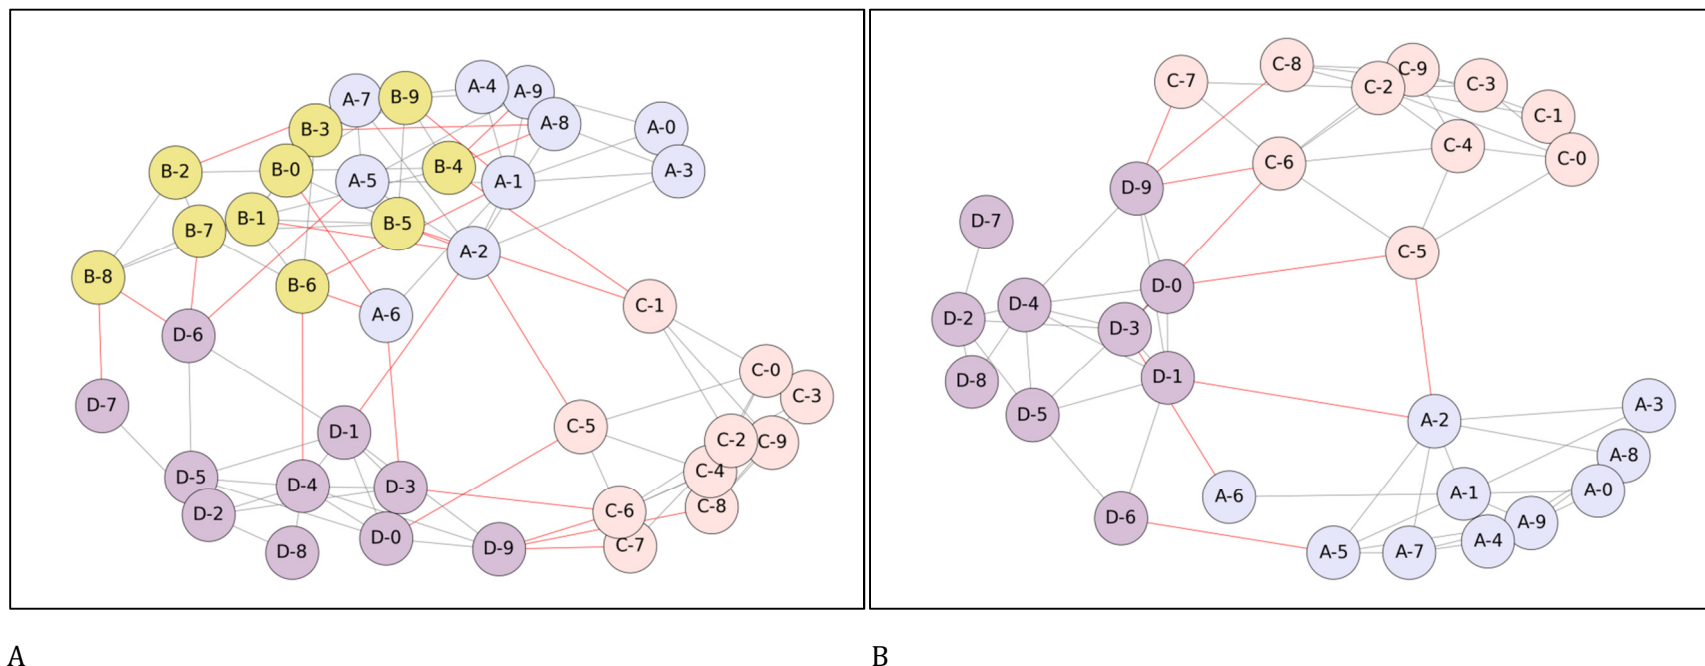 A-7
B-9
A-4
A-9
A-8
A-0
B-3
B-2
B-0
A-5
B-4
A-1
A-3
B-1
B-7
B-5
A-2
B-8
B-6
A-6
C-1
D-6
D-7
C-0
C-3
D-1
C-5
C-2
C-9
D-5
D-4
D-3
C-4
D-2
C-6
C-8
D-8
D-0
D-9
C-7
A
C-7
C-8
C-2
C-9
C-3
C-1
C-6
C-4
C-0
D-9
D-7
C-5
D-0
D-4
D-2
D-3
D-8
D-1
D-5
A-2
A-3
A-8
A-6
A-1
A-0
D-6
A-9
A-5
A-7
A-4
B